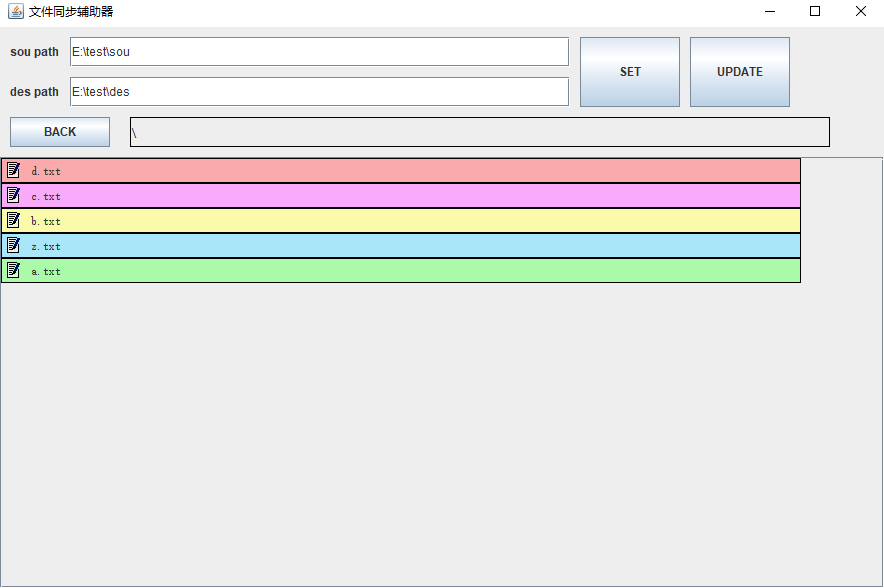 文件同步辅助器
sou path E:\test\sou
SET UPDATE
des path E:\test\des
BACK \
d.txt
c.txt
b.txt
z.txt
a.txt